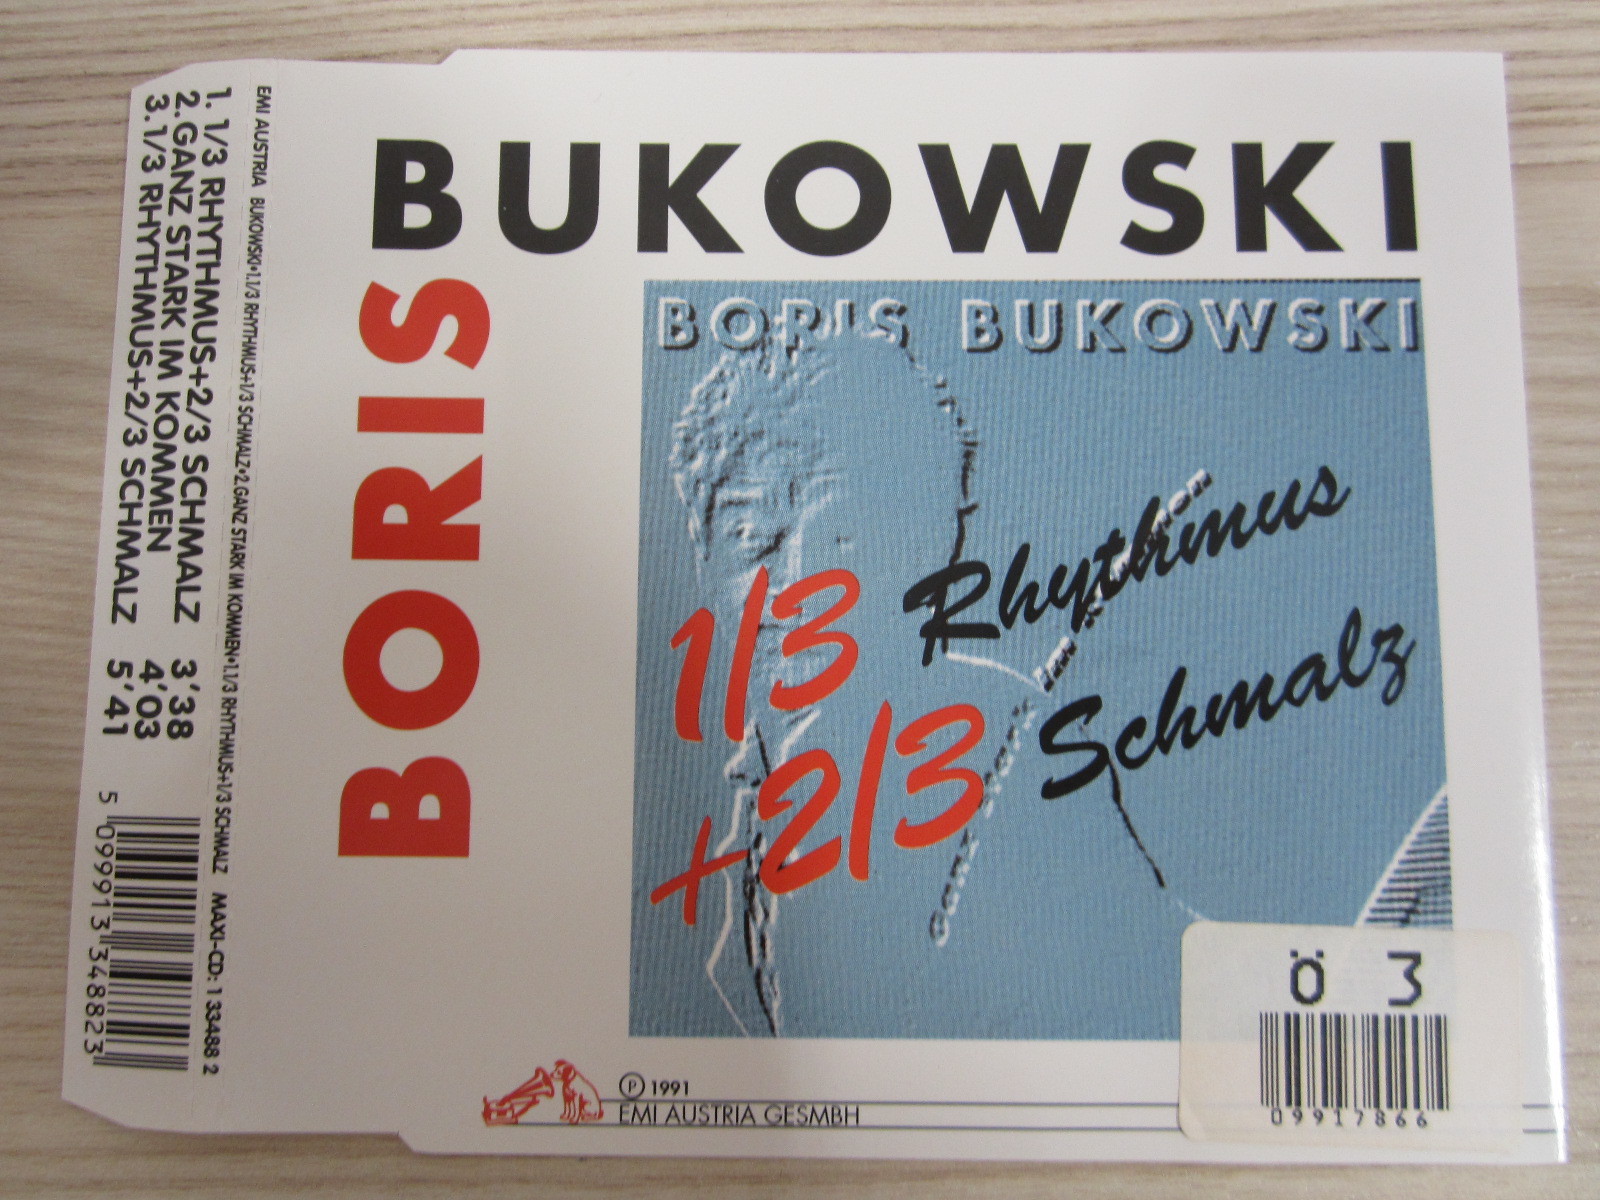 BORIS
BUKOWSKI
BORIS BUKOWSKI
1/3 Rhythmus
+2/3 Schmalz
Ö 3
09917866
Ⓟ 1991
EMI AUSTRIA GESMBH
EMI AUSTRIA BUKOWSKI•1.1/3 RHYTHMUS+1/3 SCHMALZ•2.GANZ STARK IM KOMMEN•1.1/3 RHYTHMUS+1/3 SCHMALZ MAXI-CD: 1 33488 2
1. 1/3 RHYTHMUS+2/3 SCHMALZ 3'38
2. GANZ STARK IM KOMMEN 4'03
3. 1/3 RHYTHMUS+2/3 SCHMALZ 5'41
5 099913 348823